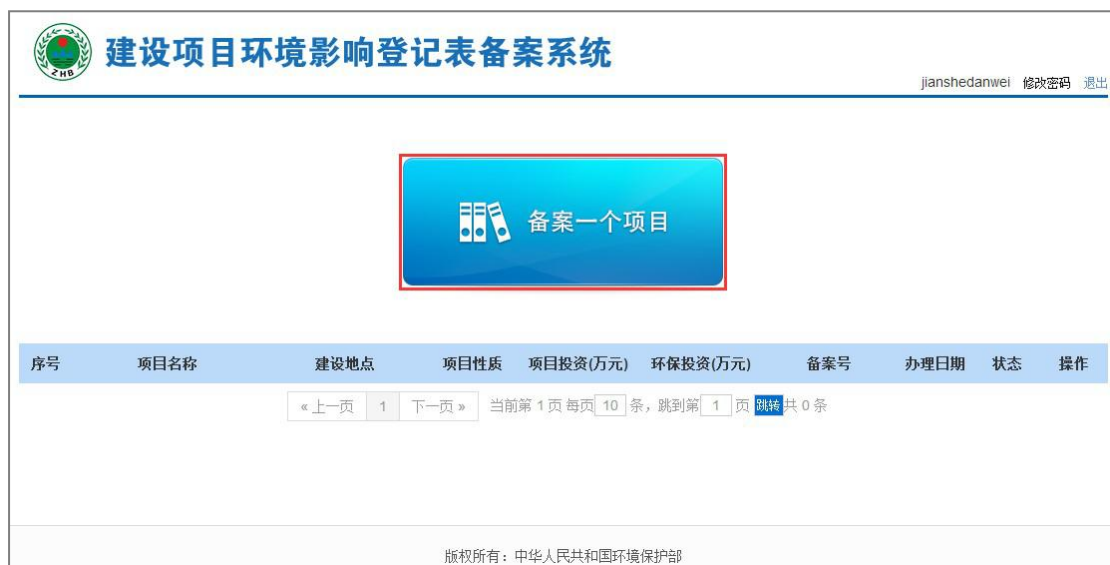 建设项目环境影响登记表备案系统
ZHB
jianshedanwei 修改密码 退出
备案一个项目
序号 项目名称 建设地点 项目性质 项目投资(万元) 环保投资(万元) 备案号 办理日期 状态 操作
« 上一页 1 下一页 » 当前第 1 页 每页 10 条，跳到第 1 页 跳转 共 0 条
版权所有：中华人民共和国环境保护部